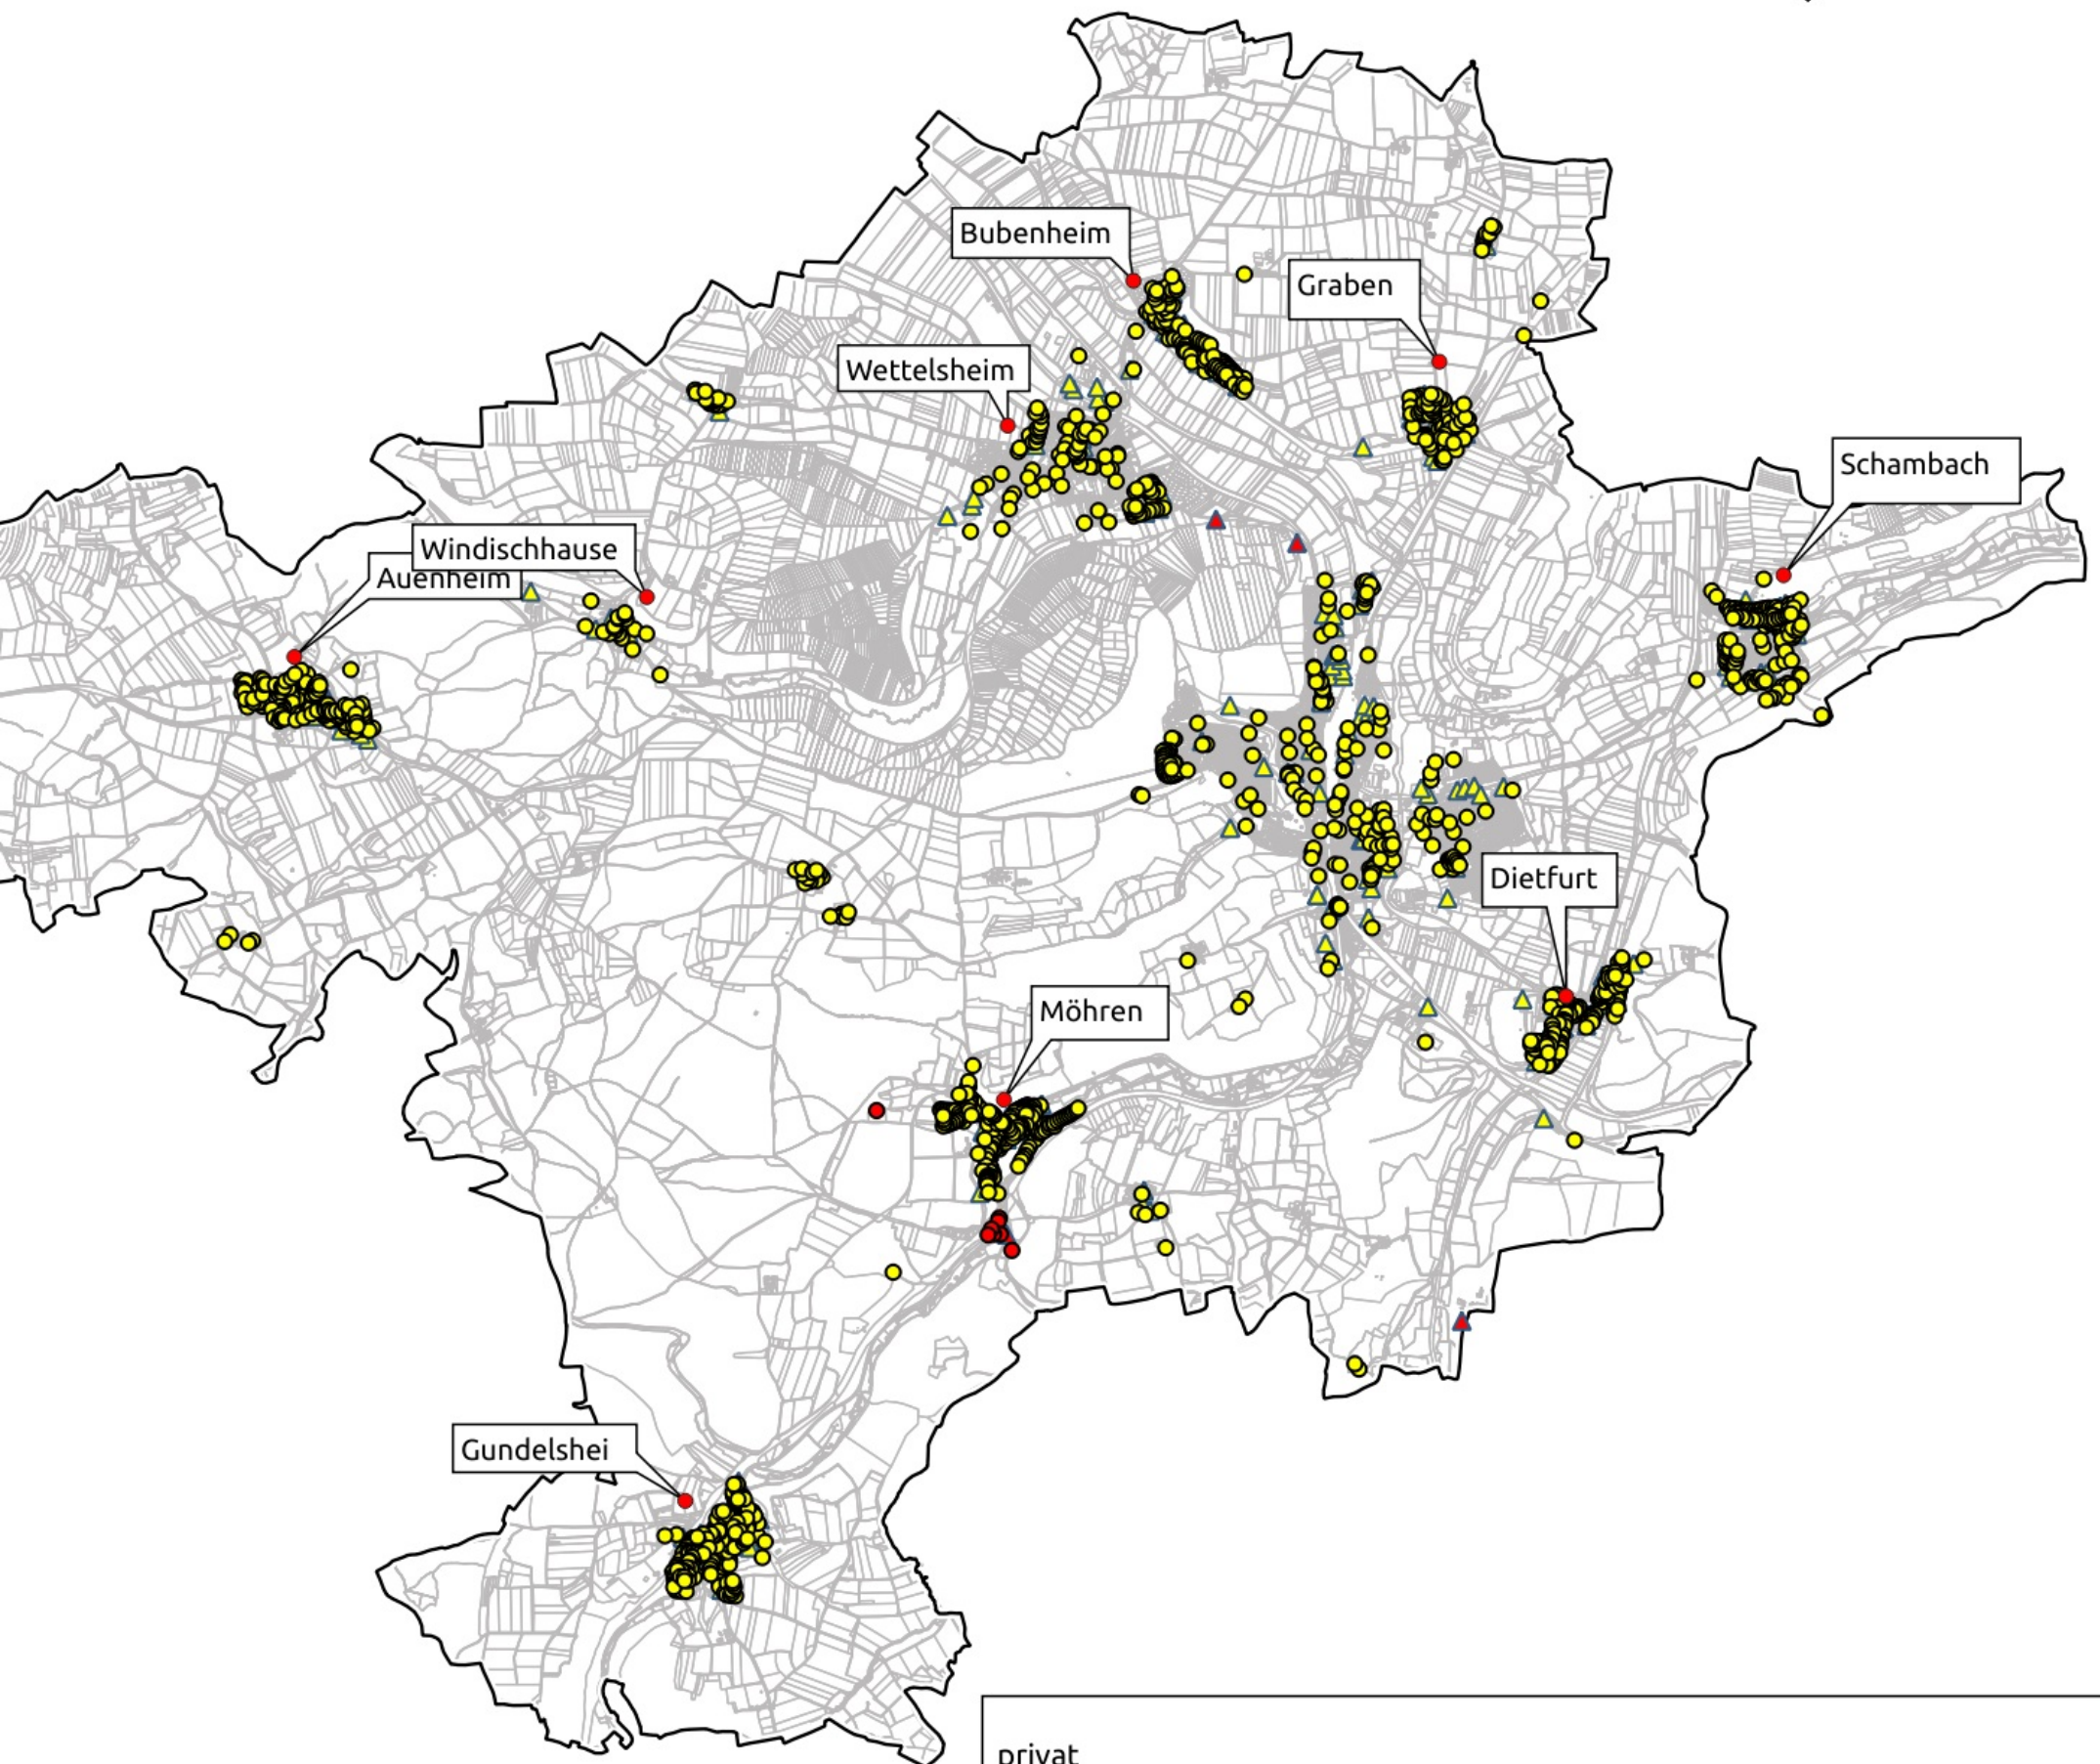 Bubenheim
Graben
Wettelsheim
Schambach
Windischhause
Auenheim
Dietfurt
Möhren
Gundelshei
privat